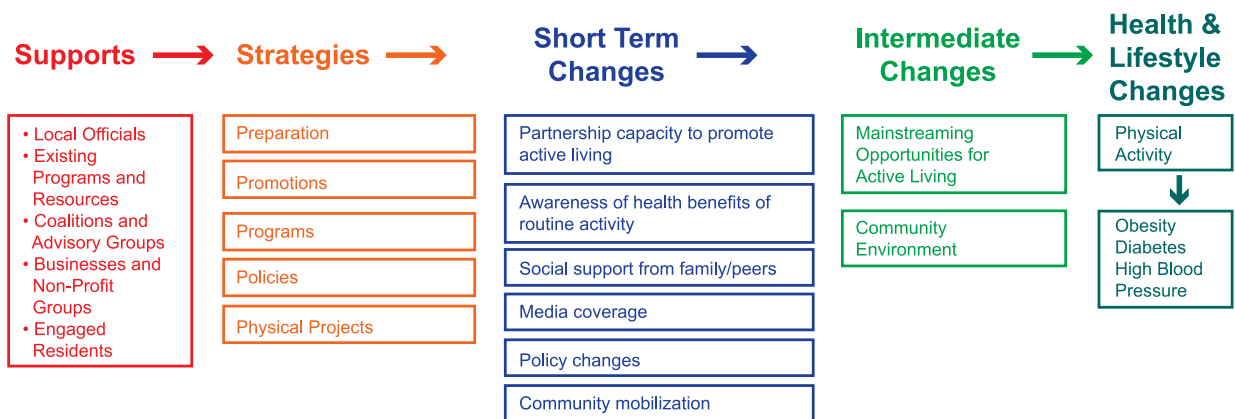 Supports
• Local Officials
• Existing
Programs and
Resources
• Coalitions and
Advisory Groups
• Businesses and
Non-Profit
Groups
• Engaged
Residents
Strategies
Preparation
Promotions
Programs
Policies
Physical Projects
Short Term
Changes
Partnership capacity to promote
active living
Awareness of health benefits of
routine activity
Social support from family/peers
Media coverage
Policy changes
Community mobilization
Intermediate
Changes
Mainstreaming
Opportunities for
Active Living
Community
Environment
Health &
Lifestyle
Changes
Physical
Activity
Obesity
Diabetes
High Blood
Pressure